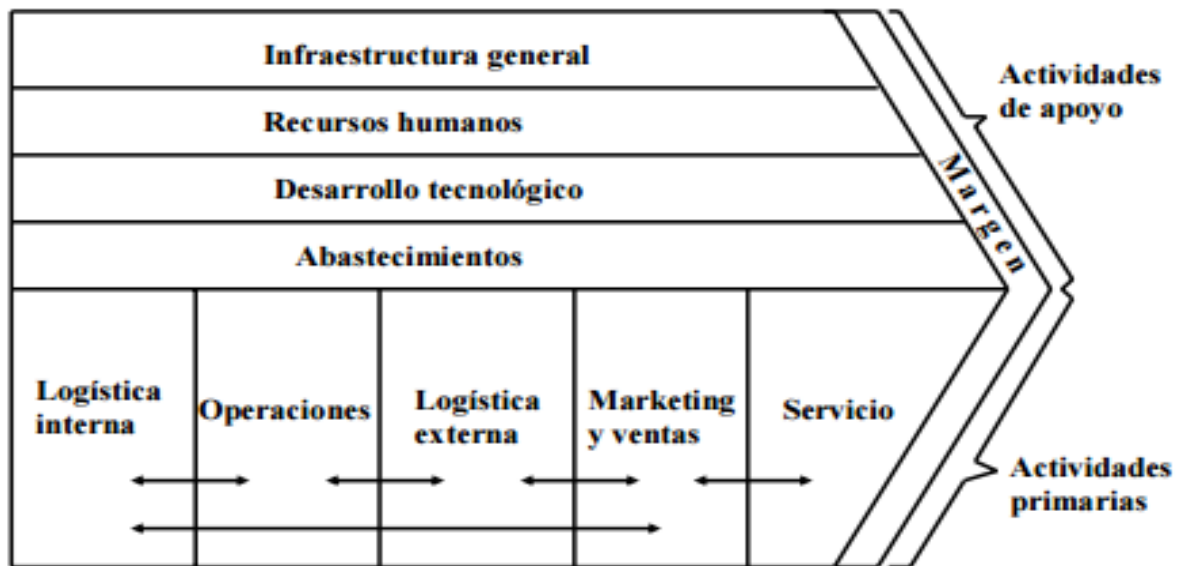 Infraestructura general
Recursos humanos
Desarrollo tecnológico
Abastecimientos
Margen
Actividades
de apoyo
Logística
interna
Operaciones
Logística
externa
Marketing
y ventas
Servicio
Actividades
primarias